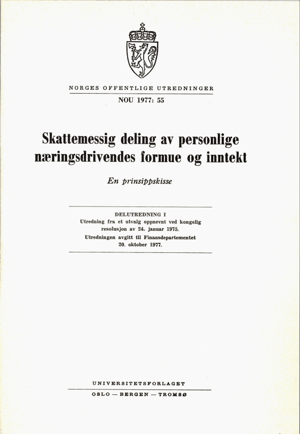 NORGES OFFENTLIGE UTREDNINGER
NOU 1977: 55
Skattemessig deling av personlige
næringsdrivendes formue og inntekt
En prinsippskisse
DELUTREDNING I
Utredning fra et utvalg oppnevnt ved kongelig
resolusjon av 24. januar 1975.
Utredningen avgitt til Finansdepartementet
20. oktober 1977.
UNIVERSITETSFORLAGET
OSLO — BERGEN — TROMSØ